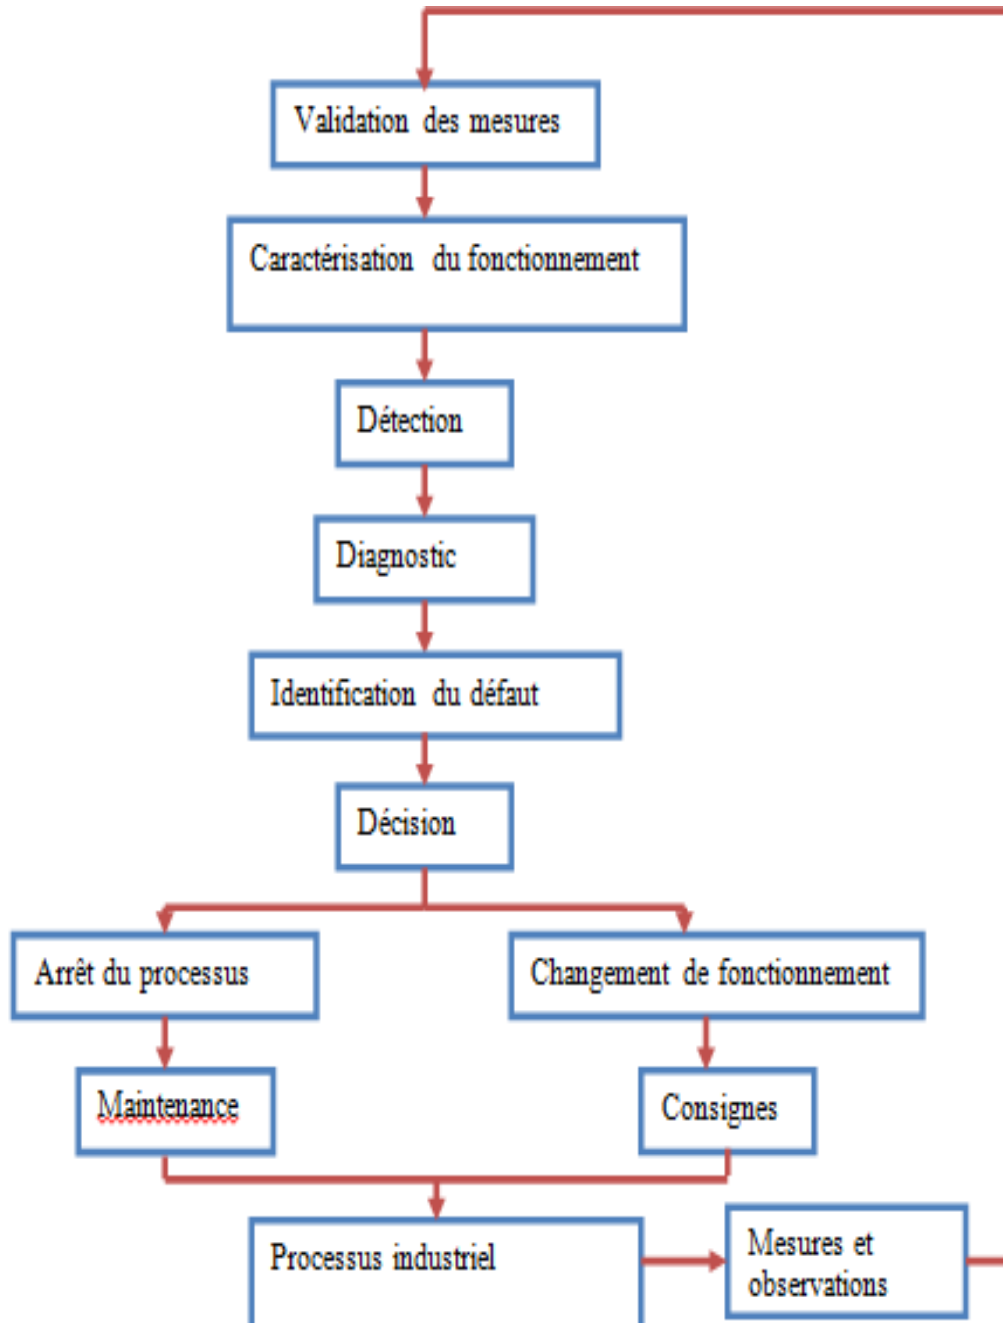 Validation des mesures
Caractérisation du fonctionnement
Détection
Diagnostic
Identification du défaut
Décision
Arrêt du processus
Changement de fonctionnement
Maintenance
Consignes
Processus industriel
Mesures et
observations